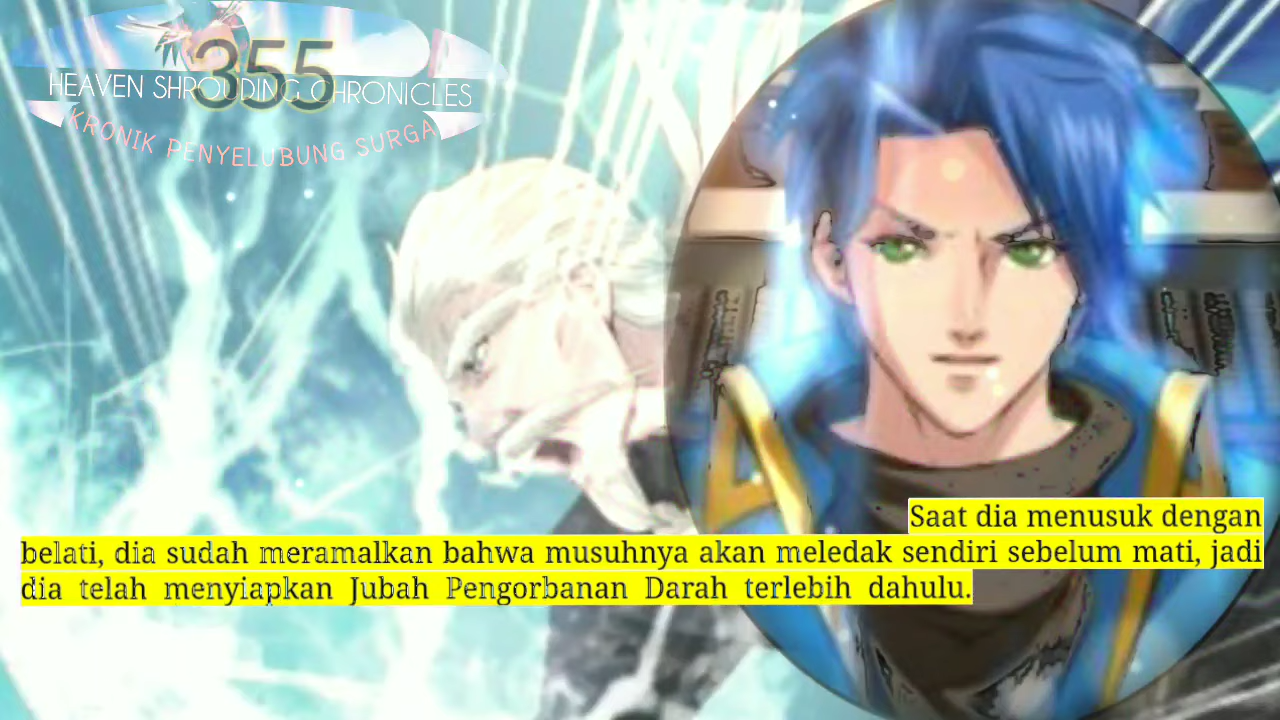 355
HEAVEN SHROUDING CHRONICLES
KRONIK PENYELUBUNG SURGA
Saat dia menusuk dengan
belati, dia sudah meramalkan bahwa musuhnya akan meledak sendiri sebelum mati, jadi
dia telah menyiapkan Jubah Pengorbanan Darah terlebih dahulu.